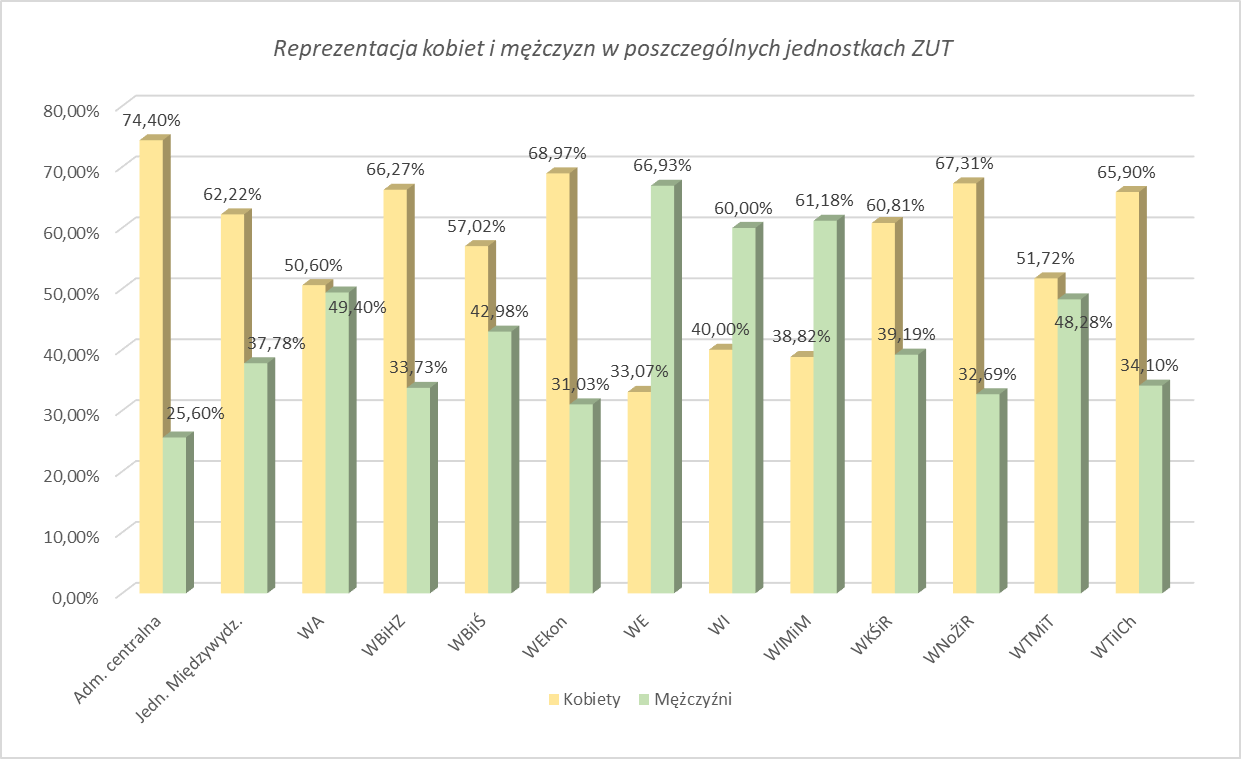 Reprezentacja kobiet i mężczyzn w poszczególnych jednostkach ZUT
80,00%
70,00%
60,00%
50,00%
40,00%
30,00%
20,00%
10,00%
0,00%
74,40%
25,60%
62,22%
37,78%
50,60%
49,40%
66,27%
33,73%
57,02%
42,98%
68,97%
31,03%
33,07%
66,93%
40,00%
60,00%
38,82%
61,18%
60,81%
39,19%
67,31%
32,69%
51,72%
48,28%
65,90%
34,10%
Adm. centralna
Jedn. Międzywydz.
WA
WBiHZ
WBiIŚ
WEkon
WE
WI
WIMiM
WKŚiR
WNoŻiR
WTMiT
WTiICh
Kobiety
Mężczyźni